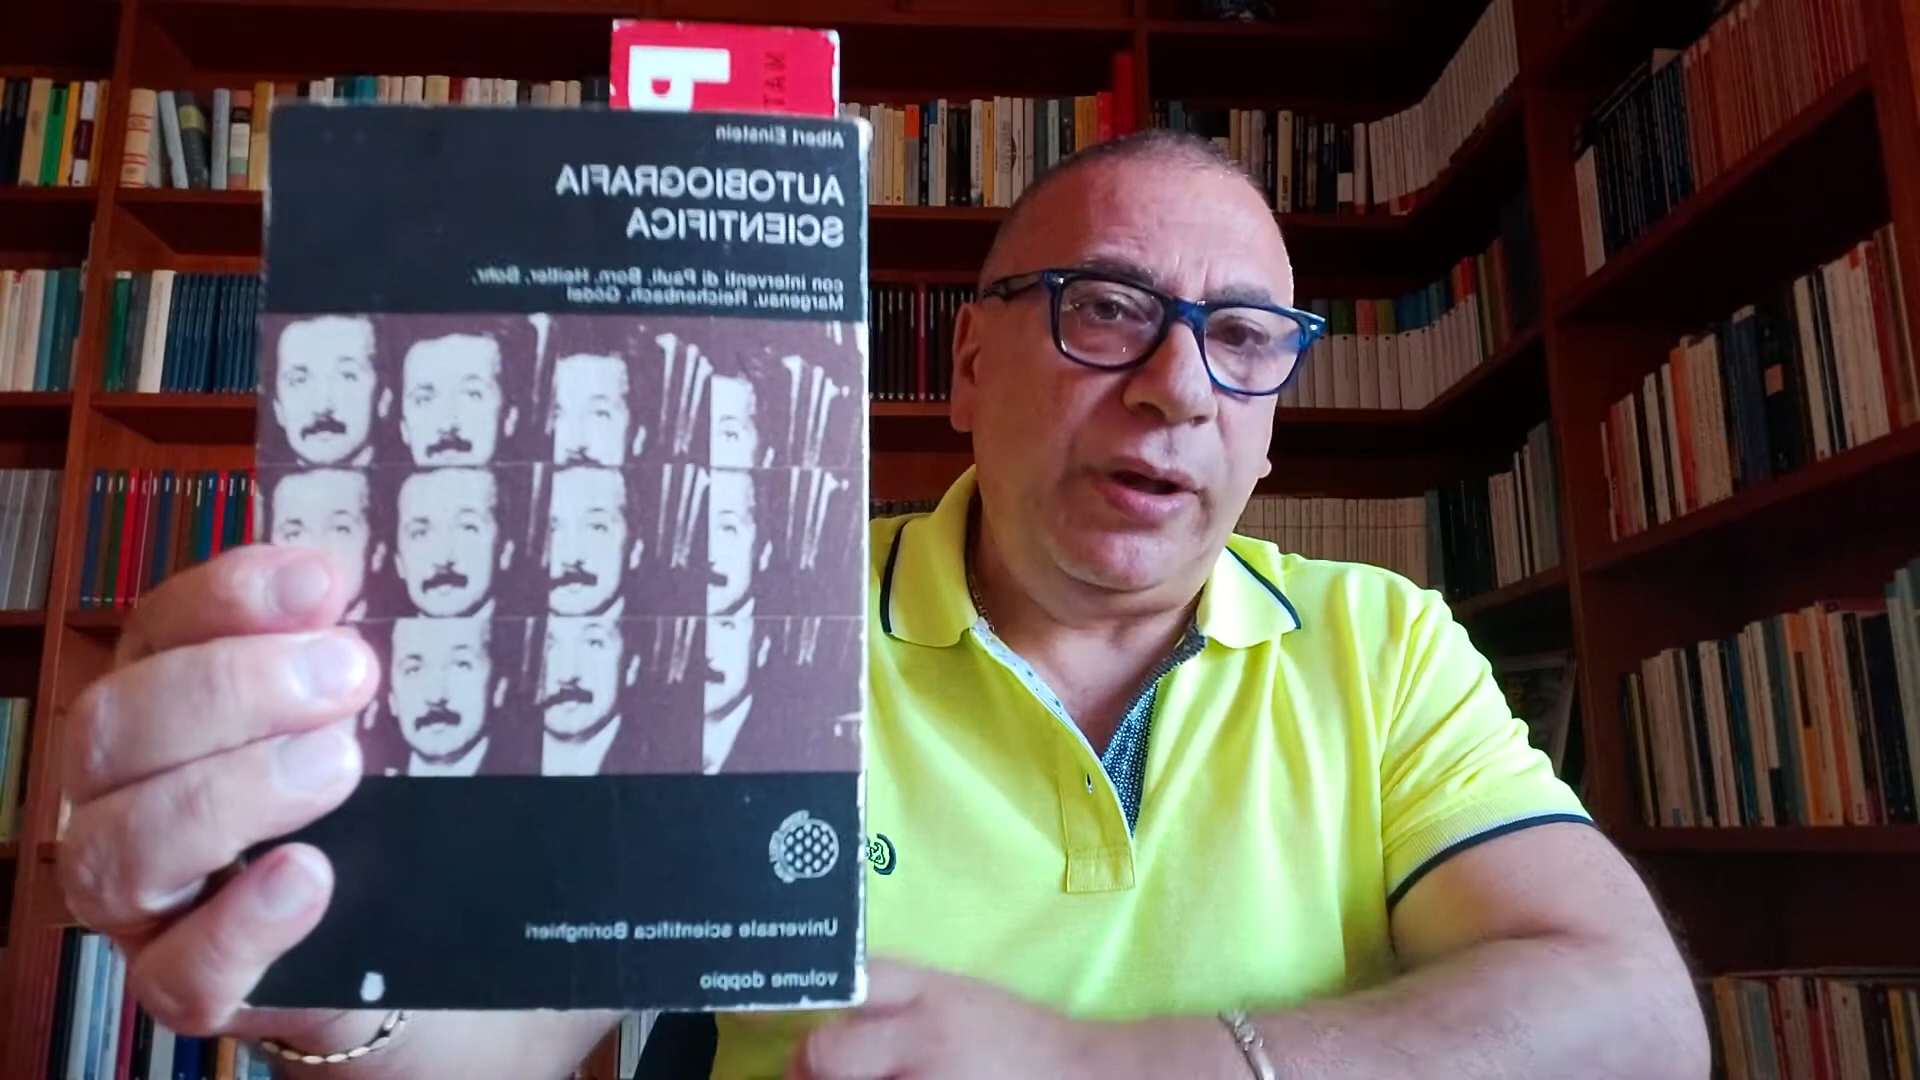 MAT
Albert Einstein
AUTOBIOGRAFIA
SCIENTIFICA
con interventi di Pauli, Born, Heitler, Bohr,
Margenau, Reichenbach, Gödel
Universale scientifica Boringhieri
volume doppio